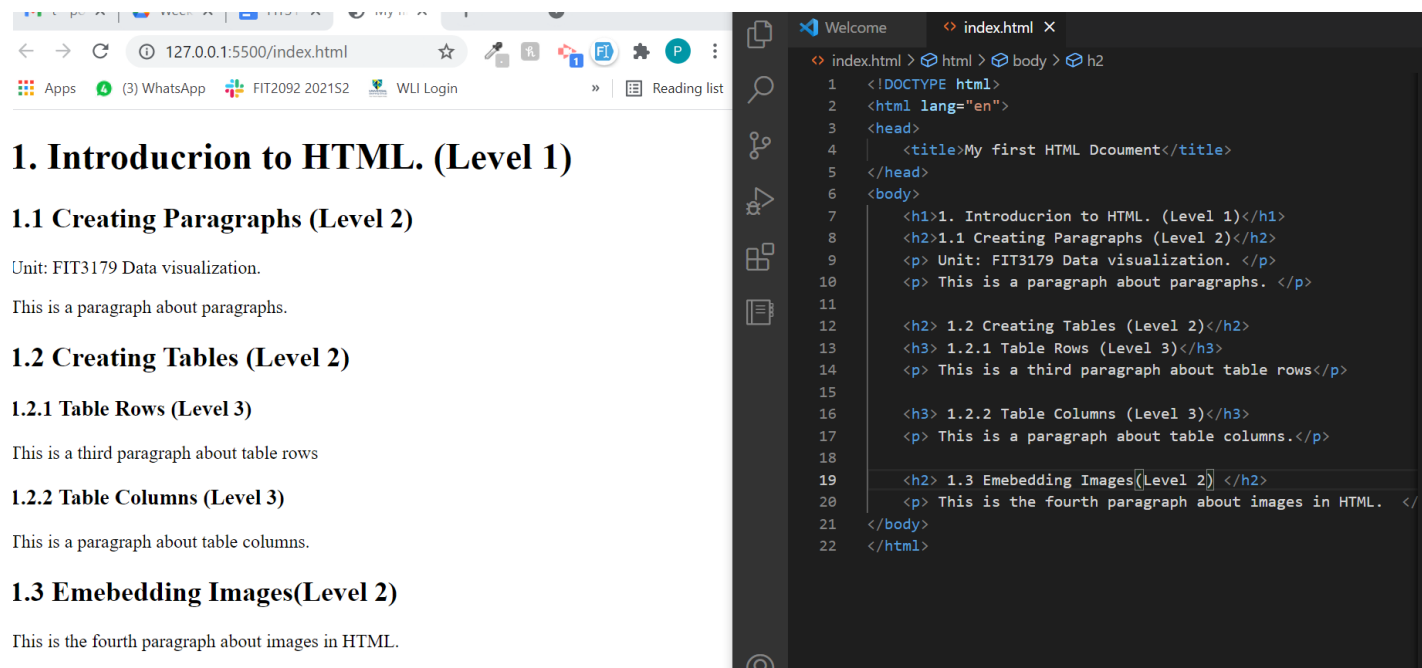 127.0.0.1:5500/index.html
P
1
Apps
4
(3) WhatsApp
FIT2092 2021S2
WLI Login
»
Reading list
1. Introducrion to HTML. (Level 1)
1.1 Creating Paragraphs (Level 2)
Unit: FIT3179 Data visualization.
This is a paragraph about paragraphs.
1.2 Creating Tables (Level 2)
1.2.1 Table Rows (Level 3)
This is a third paragraph about table rows
1.2.2 Table Columns (Level 3)
This is a paragraph about table columns.
1.3 Emebedding Images(Level 2)
This is the fourth paragraph about images in HTML.
Welcome
index.html
index.html > html > body > h2
1 <!DOCTYPE html>
2 <html lang="en">
3 <head>
4 <title>My first HTML Dcoument</title>
5 </head>
6 <body>
7 <h1>1. Introducrion to HTML. (Level 1)</h1>
8 <h2>1.1 Creating Paragraphs (Level 2)</h2>
9 <p> Unit: FIT3179 Data visualization. </p>
10 <p> This is a paragraph about paragraphs. </p>
11
12 <h2> 1.2 Creating Tables (Level 2)</h2>
13 <h3> 1.2.1 Table Rows (Level 3)</h3>
14 <p> This is a third paragraph about table rows</p>
15
16 <h3> 1.2.2 Table Columns (Level 3)</h3>
17 <p> This is a paragraph about table columns.</p>
18
19 <h2> 1.3 Emebedding Images(Level 2) </h2>
20 <p> This is the fourth paragraph about images in HTML. </
21 </body>
22 </html>